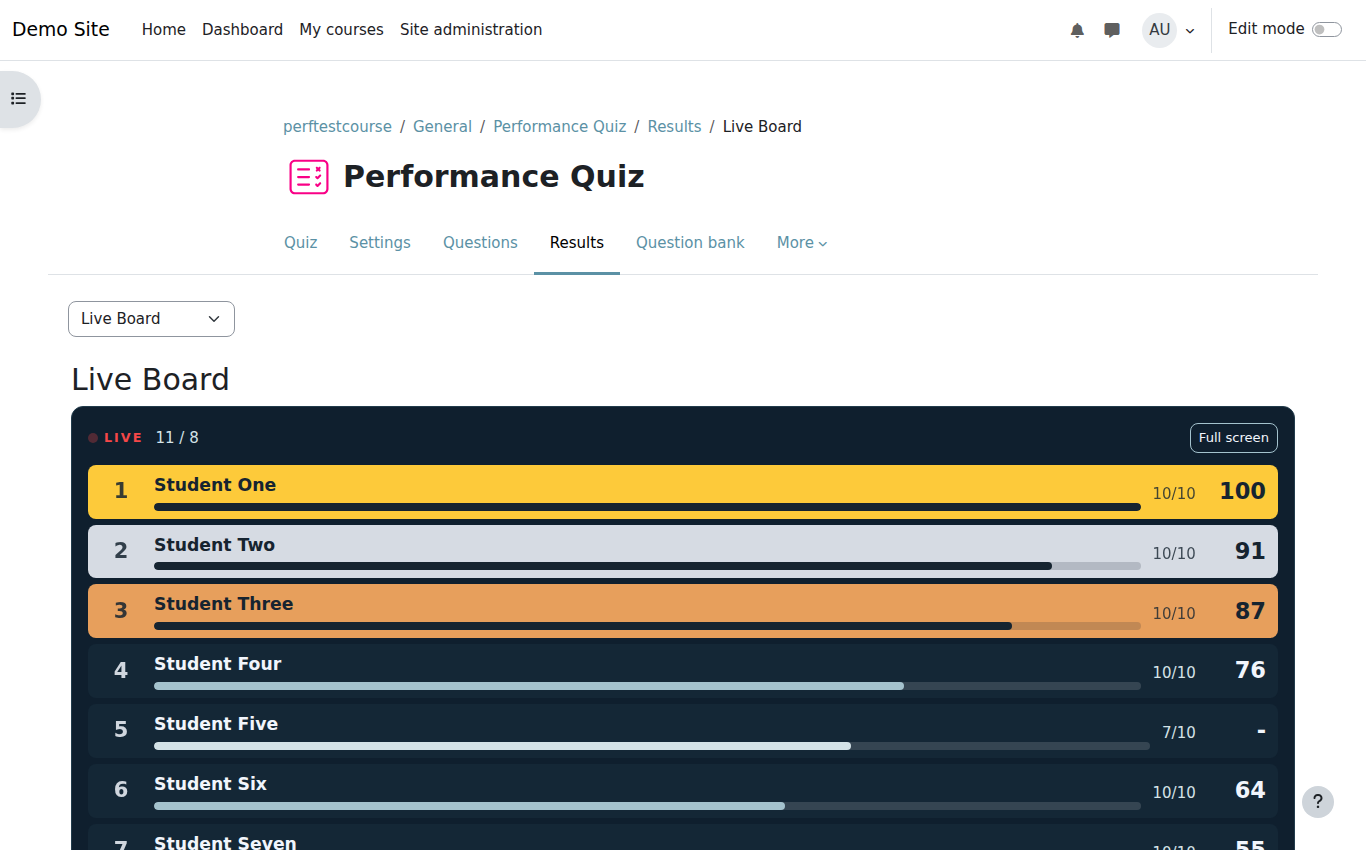 Demo Site Home Dashboard My courses Site administration AU Edit mode
perftestcourse / General / Performance Quiz / Results / Live Board
Performance Quiz
Quiz Settings Questions Results Question bank More
Live Board
Live Board
LIVE 11 / 8 Full screen
1 Student One 10/10 100
2 Student Two 10/10 91
3 Student Three 10/10 87
4 Student Four 10/10 76
5 Student Five 7/10 -
6 Student Six 10/10 64
7 Student Seven 10/10 55
?